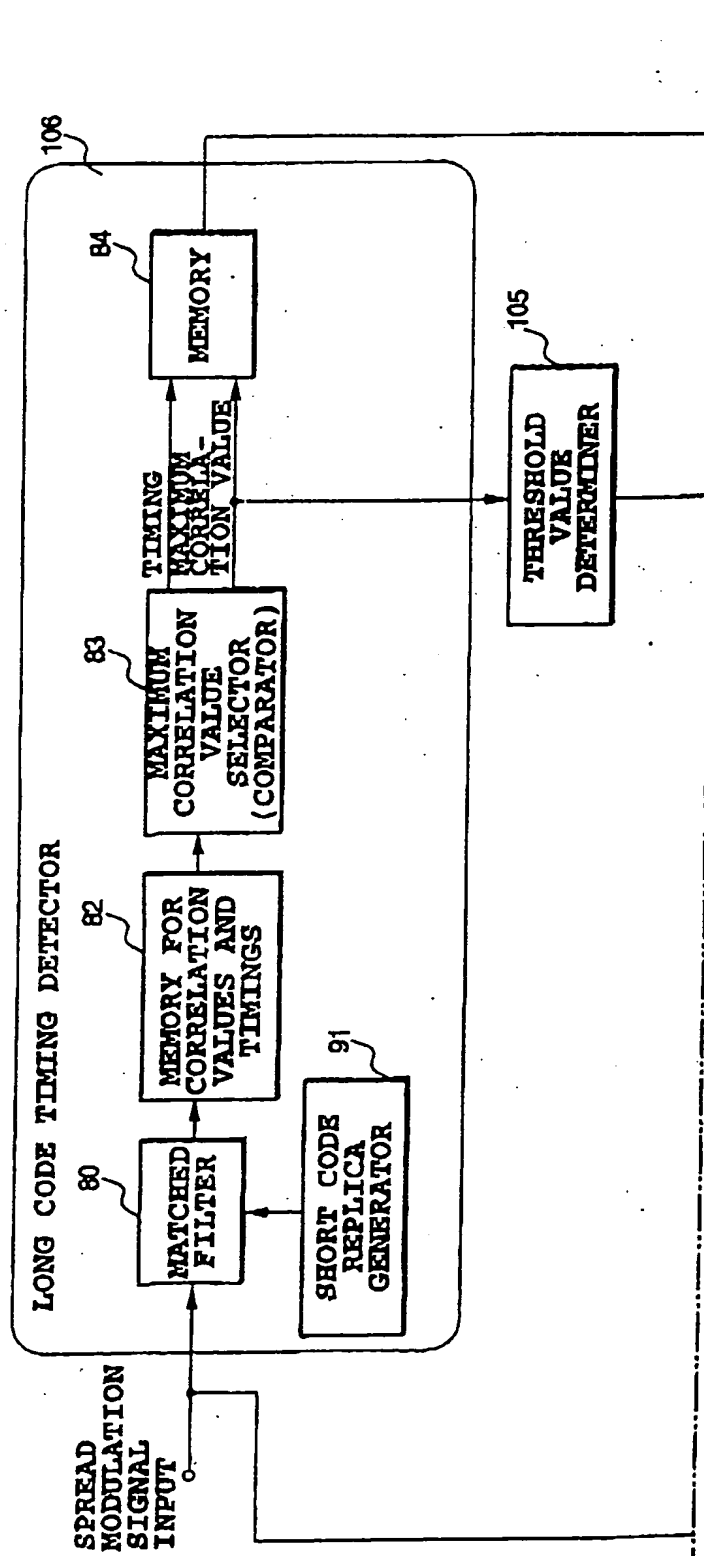 SPREAD
MODULATION
SIGNAL
INPUT
LONG CODE TIMING DETECTOR
106
80
MATCHED
FILTER
91
SHORT CODE
REPLICA
GENERATOR
82
MEMORY FOR
CORRELATION
VALUES AND
TIMINGS
83
MAXIMUM
CORRELATION
VALUE
SELECTOR
(COMPARATOR)
TIMING
MAXIMUM
CORRELA-
TION VALUE
84
MEMORY
105
THRESHOLD
VALUE
DETERMINER